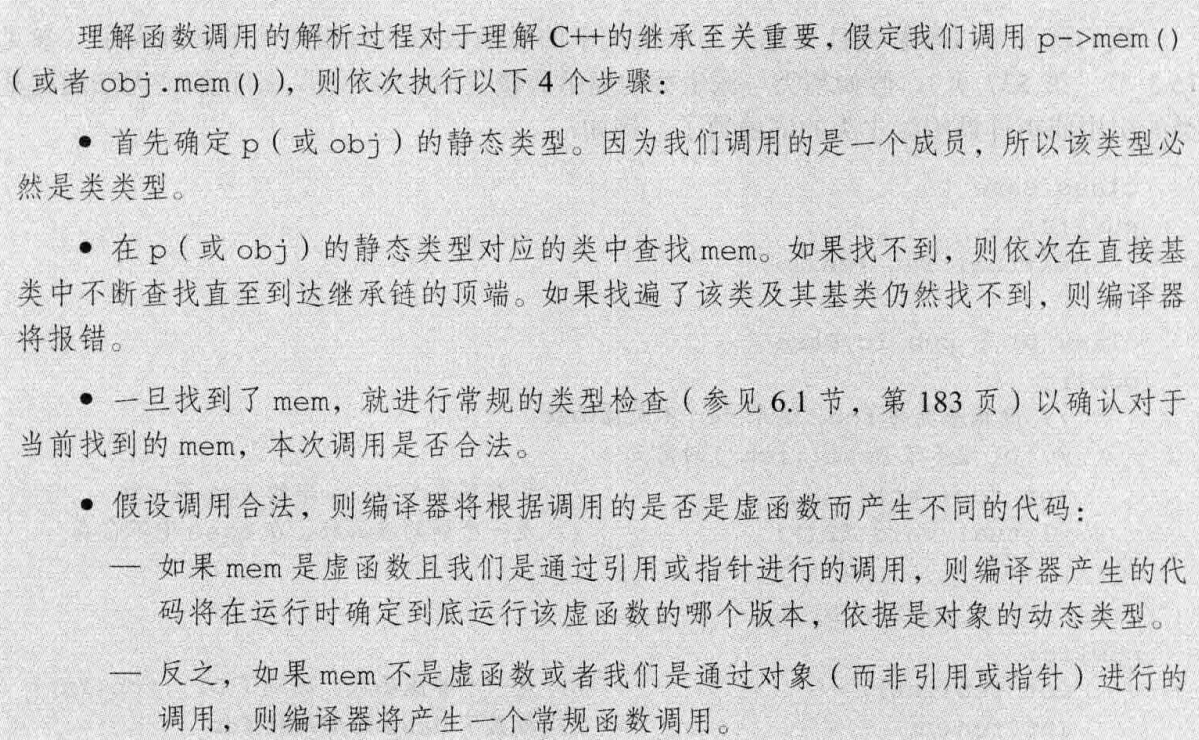 理解函数调用的解析过程对于理解 C++的继承至关重要，假定我们调用 p->mem()
(或者 obj.mem())，则依次执行以下 4 个步骤：
● 首先确定 p（或 obj）的静态类型。因为我们调用的是一个成员，所以该类型必
然是类类型。
● 在 p（或 obj）的静态类型对应的类中查找 mem。如果找不到，则依次在直接基
类中不断查找直至到达继承链的顶端。如果找遍了该类及其基类仍然找不到，则编译器
将报错。
● 一旦找到了 mem，就进行常规的类型检查（参见 6.1 节，第 183 页）以确认对于
当前找到的 mem，本次调用是否合法。
● 假设调用合法，则编译器将根据调用的是否是虚函数而产生不同的代码：
— 如果 mem 是虚函数且我们是通过引用或指针进行的调用，则编译器产生的代
码将在运行时确定到底运行该虚函数的哪个版本，依据是对象的动态类型。
— 反之，如果 mem 不是虚函数或者我们是通过对象（而非引用或指针）进行的
调用，则编译器将产生一个常规函数调用。